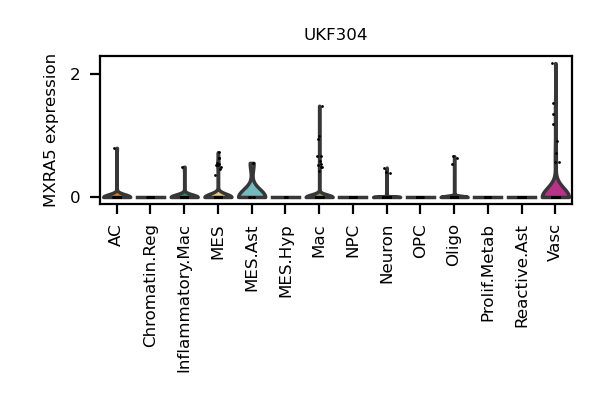 UKF304
MXRA5 expression
2
0
AC
Chromatin.Reg
Inflammatory.Mac
MES
MES.Ast
MES.Hyp
Mac
NPC
Neuron
OPC
Oligo
Prolif.Metab
Reactive.Ast
Vasc